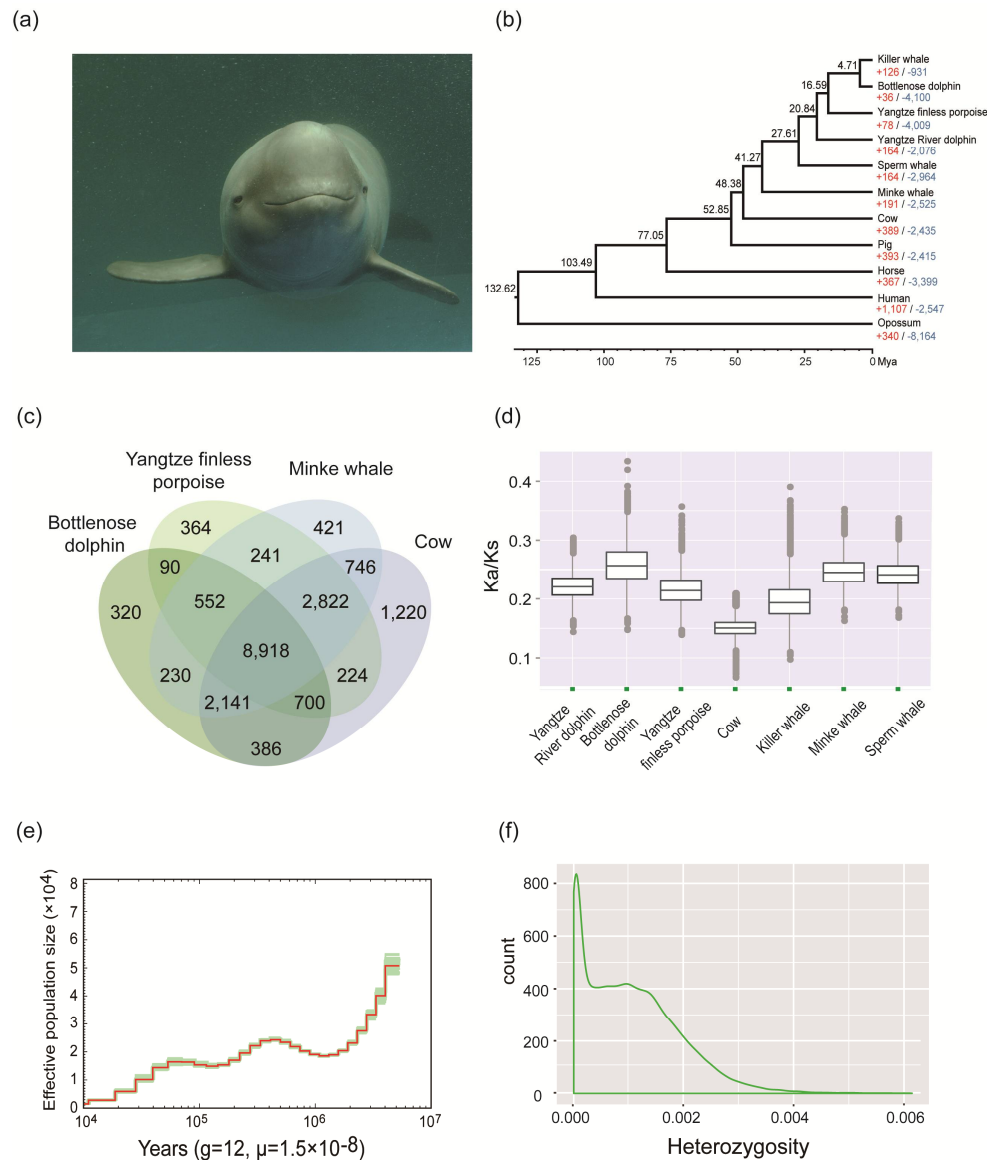 (a)
(b)
4.71
Killer whale
+126 / -931
16.59
Bottlenose dolphin
+36 / -4,100
20.84
Yangtze finless porpoise
+78 / -4,009
27.61
Yangtze River dolphin
+164 / -2,076
41.27
Sperm whale
+164 / -2,964
48.38
Minke whale
+191 / -2,525
52.85
Cow
+389 / -2,435
77.05
Pig
+393 / -2,415
103.49
Horse
+367 / -3,399
132.62
Human
+1,107 / -2,547
Opossum
+340 / -8,164
125 100 75 50 25 0 Mya
(c)
Yangtze finless
porpoise
Minke whale
Bottlenose
dolphin
Cow
364
421
90
241
746
320
552
2,822
1,220
8,918
230
224
2,141
700
386
(d)
Ka/Ks
0.4
0.3
0.2
0.1
Yangtze
River dolphin
Bottlenose
dolphin
Yangtze
finless porpoise
Cow
Killer whale
Minke whale
Sperm whale
(e)
Effective population size (×10⁴)
8
7
6
5
4
3
2
1
0
10⁴ 10⁵ 10⁶ 10⁷
Years (g=12, μ=1.5×10⁻⁸)
(f)
count
800
600
400
200
0
0.000 0.002 0.004 0.006
Heterozygosity